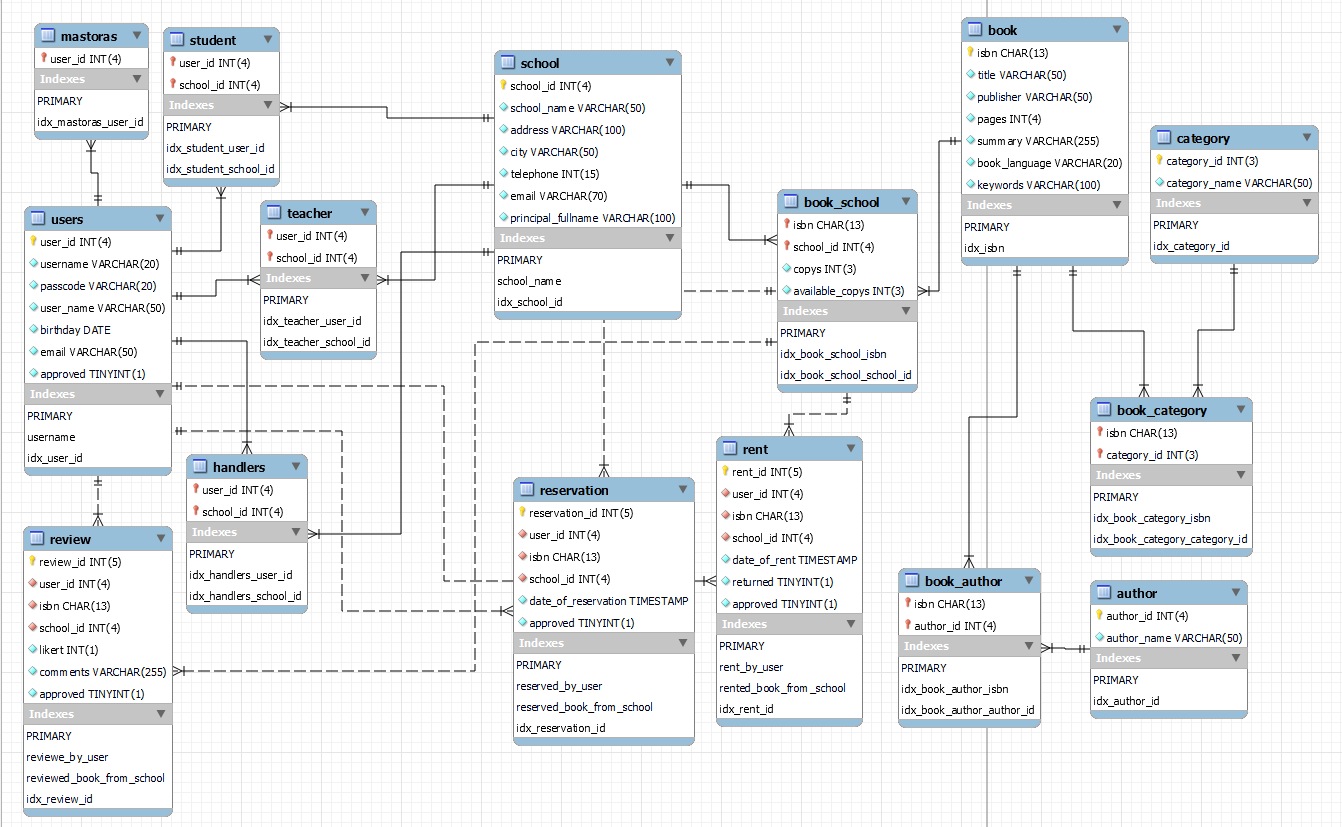 mastoras
user_id INT(4)
Indexes
PRIMARY
idx_mastoras_user_id
student
user_id INT(4)
school_id INT(4)
Indexes
PRIMARY
idx_student_user_id
idx_student_school_id
school
school_id INT(4)
school_name VARCHAR(50)
address VARCHAR(100)
city VARCHAR(50)
telephone INT(15)
email VARCHAR(70)
principal_fullname VARCHAR(100)
Indexes
PRIMARY
school_name
idx_school_id
book
isbn CHAR(13)
title VARCHAR(50)
publisher VARCHAR(50)
pages INT(4)
summary VARCHAR(255)
book_language VARCHAR(20)
keywords VARCHAR(100)
Indexes
PRIMARY
idx_isbn
category
category_id INT(3)
category_name VARCHAR(50)
Indexes
PRIMARY
idx_category_id
users
user_id INT(4)
username VARCHAR(20)
passcode VARCHAR(20)
user_name VARCHAR(50)
birthday DATE
email VARCHAR(50)
approved TINYINT(1)
Indexes
PRIMARY
username
idx_user_id
teacher
user_id INT(4)
school_id INT(4)
Indexes
PRIMARY
idx_teacher_user_id
idx_teacher_school_id
book_school
isbn CHAR(13)
school_id INT(4)
copys INT(3)
available_copys INT(3)
Indexes
PRIMARY
idx_book_school_isbn
idx_book_school_school_id
book_category
isbn CHAR(13)
category_id INT(3)
Indexes
PRIMARY
idx_book_category_isbn
idx_book_category_category_id
handlers
user_id INT(4)
school_id INT(4)
Indexes
PRIMARY
idx_handlers_user_id
idx_handlers_school_id
reservation
reservation_id INT(5)
user_id INT(4)
isbn CHAR(13)
school_id INT(4)
date_of_reservation TIMESTAMP
approved TINYINT(1)
Indexes
PRIMARY
reserved_by_user
reserved_book_from_school
idx_reservation_id
rent
rent_id INT(5)
user_id INT(4)
isbn CHAR(13)
school_id INT(4)
date_of_rent TIMESTAMP
returned TINYINT(1)
approved TINYINT(1)
Indexes
PRIMARY
rent_by_user
rented_book_from_school
idx_rent_id
review
review_id INT(5)
user_id INT(4)
isbn CHAR(13)
school_id INT(4)
likert INT(1)
comments VARCHAR(255)
approved TINYINT(1)
Indexes
PRIMARY
reviewe_by_user
reviewed_book_from_school
idx_review_id
book_author
isbn CHAR(13)
author_id INT(4)
Indexes
PRIMARY
idx_book_author_isbn
idx_book_author_author_id
author
author_id INT(4)
author_name VARCHAR(50)
Indexes
PRIMARY
idx_author_id